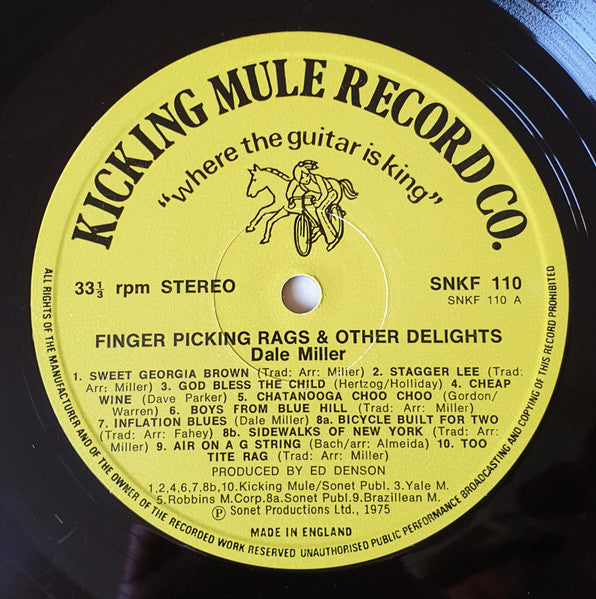 KICKING MULE RECORD CO.
"where the guitar is king"
33⅓ rpm STEREO
SNKF 110
SNKF 110 A
FINGER PICKING RAGS & OTHER DELIGHTS
Dale Miller
1. SWEET GEORGIA BROWN (Trad: Arr: Miller) 2. STAGGER LEE (Trad:
Arr: Miller) 3. GOD BLESS THE CHILD (Hertzog/Holliday) 4. CHEAP
WINE (Dave Parker) 5. CHATANOOGA CHOO CHOO (Gordon/
Warren) 6. BOYS FROM BLUE HILL (Trad: Arr: Miller)
7. INFLATION BLUES (Miller) 8a. BICYCLE BUILT FOR TWO
(Trad: Arr: Fahey) 8b. SIDEWALKS OF NEW YORK (Trad: Arr:
Miller) 9. AIR ON A G STRING (Bach/arr: Almeida) 10. TOO
TITE RAG (Trad: Arr: Miller)
PRODUCED BY ED DENSON
1,2,4,6,7,8b,10.Kicking Mule/Sonet Publ. 3.Yale M.
5.Robbins M.Corp.8a.Sonet Publ.9.Brazillean M.
Ⓟ Sonet Productions Ltd., 1975
MADE IN ENGLAND
ALL RIGHTS OF THE MANUFACTURER AND OF THE OWNER OF THE RECORDED WORK RESERVED UNAUTHORISED PUBLIC PERFORMANCE BROADCASTING AND COPYING OF THIS RECORD PROHIBITED